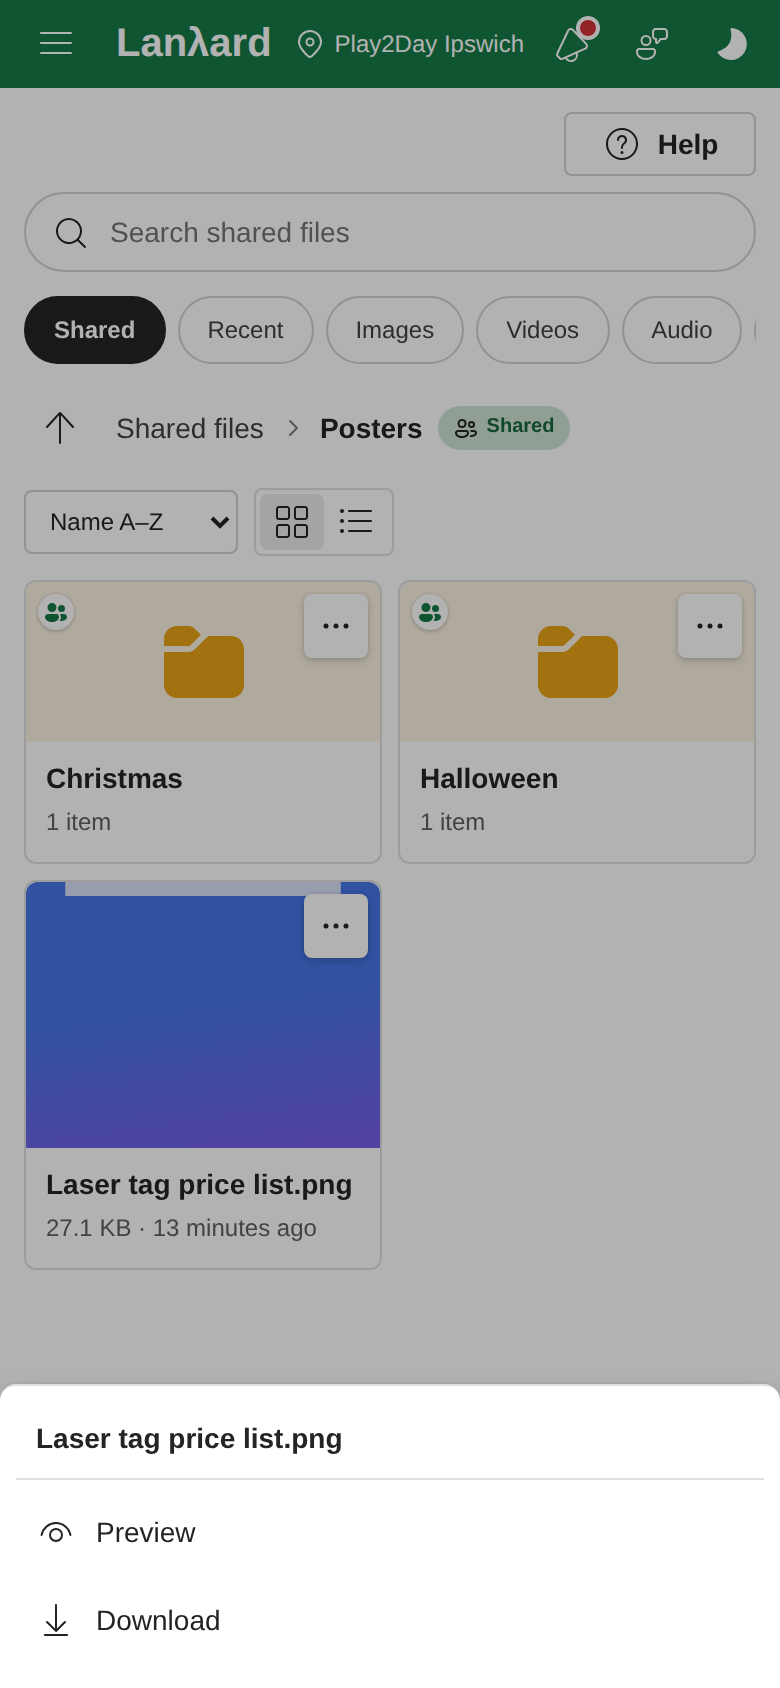 Lanλard
Play2Day Ipswich
Help
Search shared files
Shared
Recent
Images
Videos
Audio
Shared files
Posters
Shared
Name A–Z
Christmas
1 item
Halloween
1 item
Laser tag price list.png
27.1 KB · 13 minutes ago
Laser tag price list.png
Preview
Download